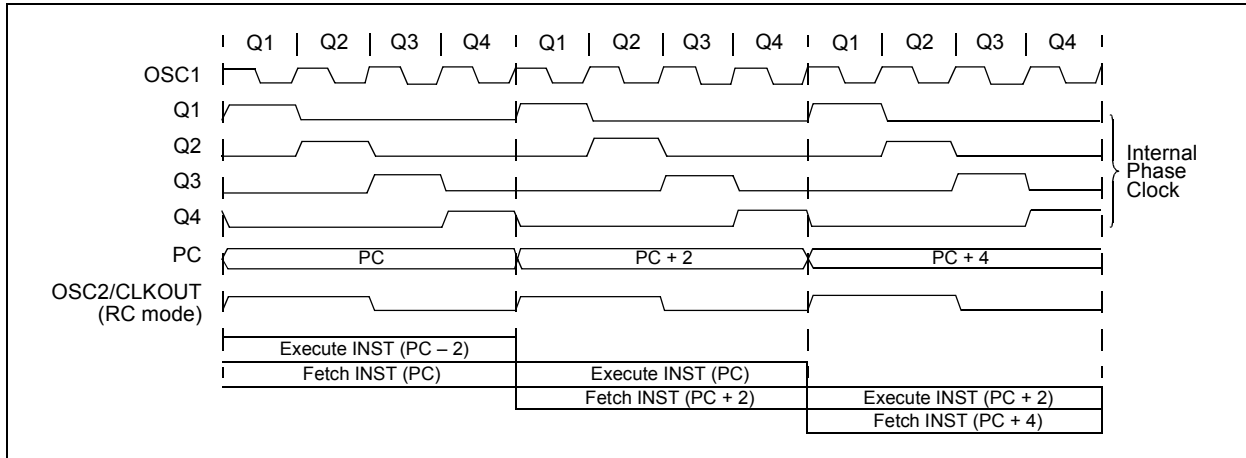 Q1 Q2 Q3 Q4 Q1 Q2 Q3 Q4 Q1 Q2 Q3 Q4
OSC1
Q1
Q2
Q3
Q4
Internal
Phase
Clock
PC PC PC + 2 PC + 4
OSC2/CLKOUT
(RC mode)
Execute INST (PC – 2)
Fetch INST (PC) Execute INST (PC)
Fetch INST (PC + 2) Execute INST (PC + 2)
Fetch INST (PC + 4)